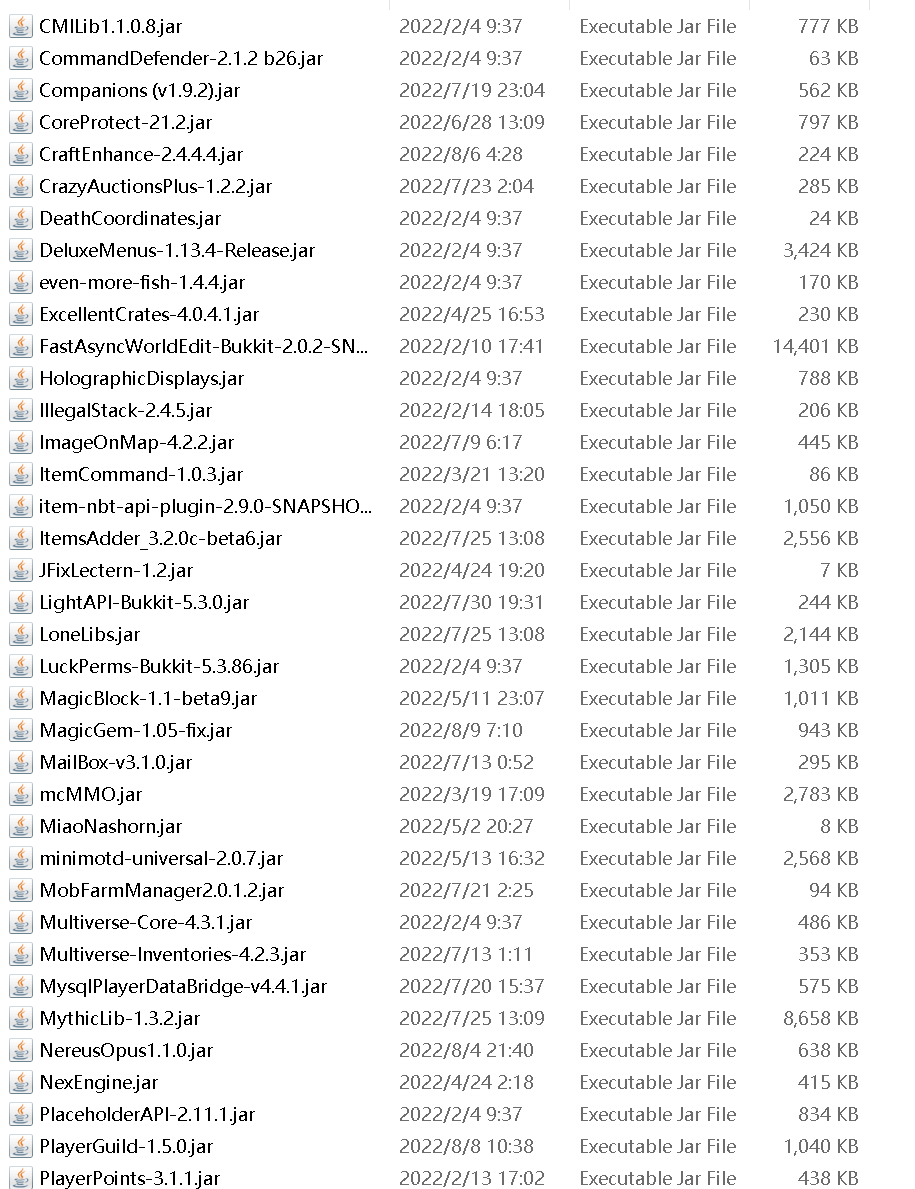 CMILib1.1.0.8.jar 2022/2/4 9:37 Executable Jar File 777 KB
CommandDefender-2.1.2 b26.jar 2022/2/4 9:37 Executable Jar File 63 KB
Companions (v1.9.2).jar 2022/7/19 23:04 Executable Jar File 562 KB
CoreProtect-21.2.jar 2022/6/28 13:09 Executable Jar File 797 KB
CraftEnhance-2.4.4.4.jar 2022/8/6 4:28 Executable Jar File 224 KB
CrazyAuctionsPlus-1.2.2.jar 2022/7/23 2:04 Executable Jar File 285 KB
DeathCoordinates.jar 2022/2/4 9:37 Executable Jar File 24 KB
DeluxeMenus-1.13.4-Release.jar 2022/2/4 9:37 Executable Jar File 3,424 KB
even-more-fish-1.4.4.jar 2022/2/4 9:37 Executable Jar File 170 KB
ExcellentCrates-4.0.4.1.jar 2022/4/25 16:53 Executable Jar File 230 KB
FastAsyncWorldEdit-Bukkit-2.0.2-SN... 2022/2/10 17:41 Executable Jar File 14,401 KB
HolographicDisplays.jar 2022/2/4 9:37 Executable Jar File 788 KB
IllegalStack-2.4.5.jar 2022/2/14 18:05 Executable Jar File 206 KB
ImageOnMap-4.2.2.jar 2022/7/9 6:17 Executable Jar File 445 KB
ItemCommand-1.0.3.jar 2022/3/21 13:20 Executable Jar File 86 KB
item-nbt-api-plugin-2.9.0-SNAPSHO... 2022/2/4 9:37 Executable Jar File 1,050 KB
ItemsAdder_3.2.0c-beta6.jar 2022/7/25 13:08 Executable Jar File 2,556 KB
JFixLectern-1.2.jar 2022/4/24 19:20 Executable Jar File 7 KB
LightAPI-Bukkit-5.3.0.jar 2022/7/30 19:31 Executable Jar File 244 KB
LoneLibs.jar 2022/7/25 13:08 Executable Jar File 2,144 KB
LuckPerms-Bukkit-5.3.86.jar 2022/2/4 9:37 Executable Jar File 1,305 KB
MagicBlock-1.1-beta9.jar 2022/5/11 23:07 Executable Jar File 1,011 KB
MagicGem-1.05-fix.jar 2022/8/9 7:10 Executable Jar File 943 KB
MailBox-v3.1.0.jar 2022/7/13 0:52 Executable Jar File 295 KB
mcMMO.jar 2022/3/19 17:09 Executable Jar File 2,783 KB
MiaoNashorn.jar 2022/5/2 20:27 Executable Jar File 8 KB
minimotd-universal-2.0.7.jar 2022/5/13 16:32 Executable Jar File 2,568 KB
MobFarmManager2.0.1.2.jar 2022/7/21 2:25 Executable Jar File 94 KB
Multiverse-Core-4.3.1.jar 2022/2/4 9:37 Executable Jar File 486 KB
Multiverse-Inventories-4.2.3.jar 2022/7/13 1:11 Executable Jar File 353 KB
MysqlPlayerDataBridge-v4.4.1.jar 2022/7/20 15:37 Executable Jar File 575 KB
MythicLib-1.3.2.jar 2022/7/25 13:09 Executable Jar File 8,658 KB
NereusOpus1.1.0.jar 2022/8/4 21:40 Executable Jar File 638 KB
NexEngine.jar 2022/4/24 2:18 Executable Jar File 415 KB
PlaceholderAPI-2.11.1.jar 2022/2/4 9:37 Executable Jar File 834 KB
PlayerGuild-1.5.0.jar 2022/8/8 10:38 Executable Jar File 1,040 KB
PlayerPoints-3.1.1.jar 2022/2/13 17:02 Executable Jar File 438 KB